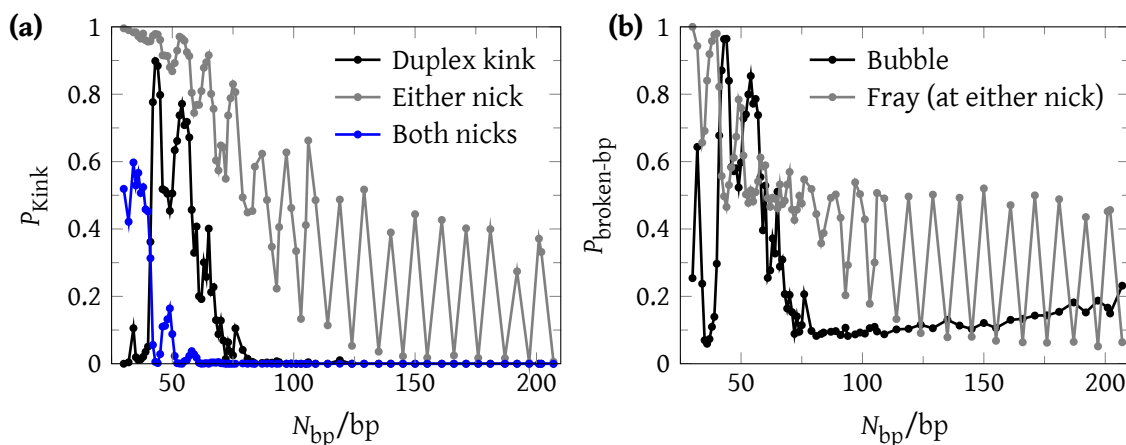 (a)
1
0.8
0.6
0.4
0.2
0
P_Kink
Duplex kink
Either nick
Both nicks
50 100 150 200
N_bp/bp
(b)
1
0.8
0.6
0.4
0.2
0
P_broken-bp
Bubble
Fray (at either nick)
50 100 150 200
N_bp/bp